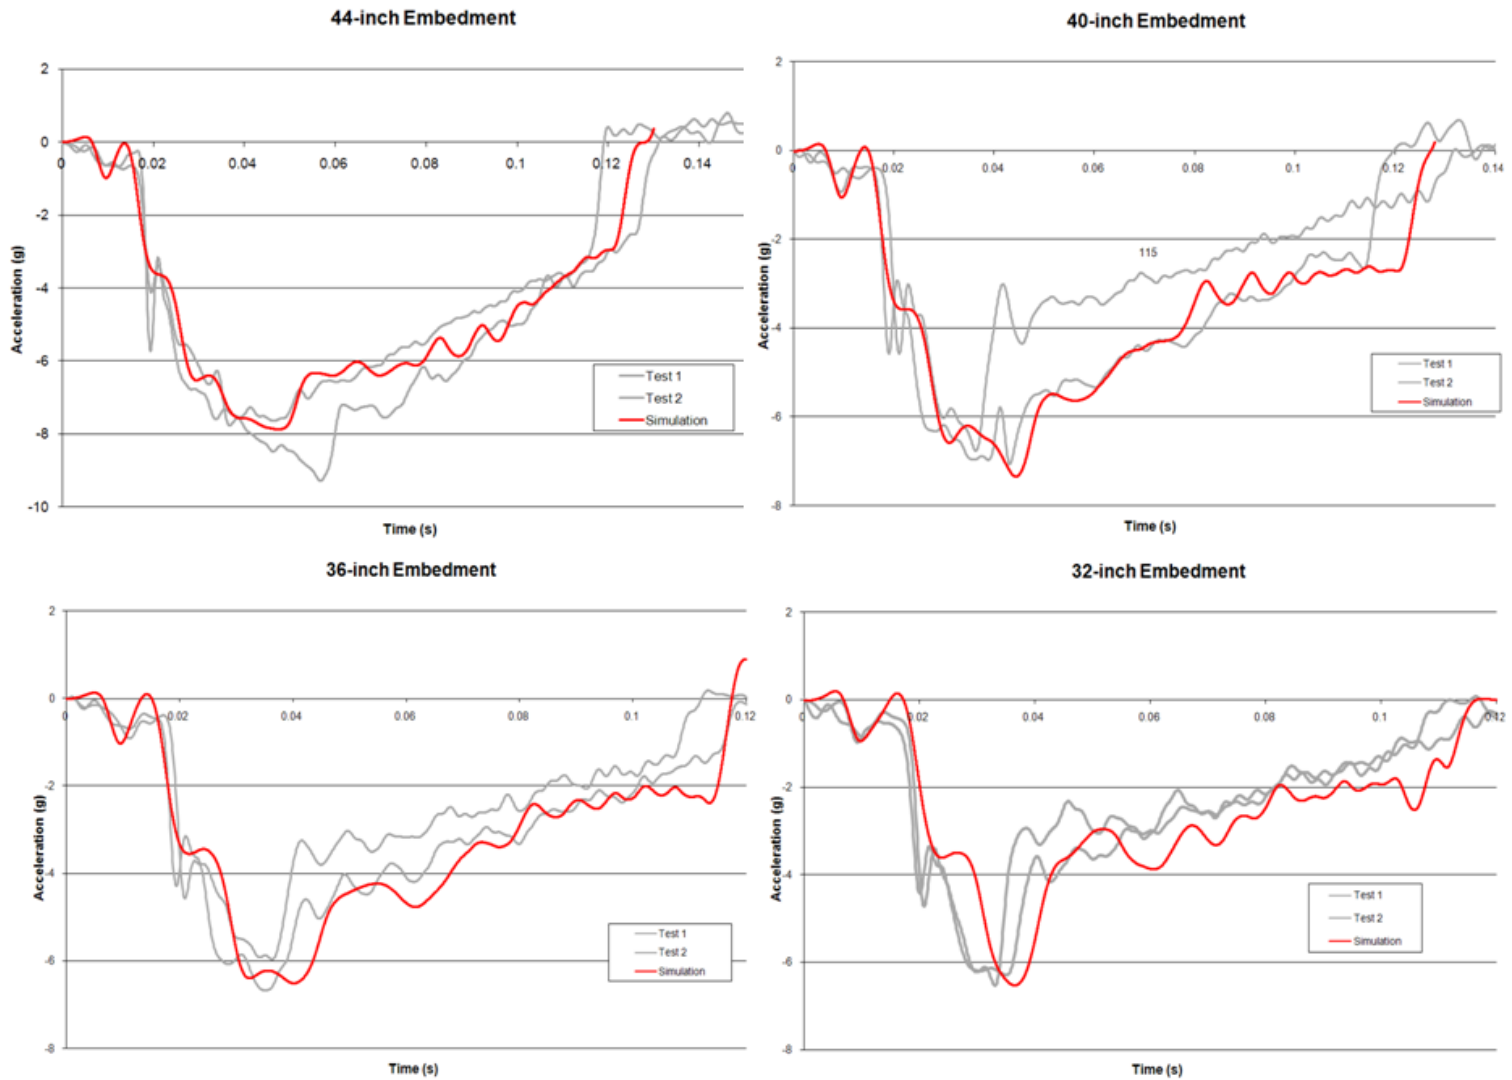 44-inch Embedment
2
0
0
0.02
0.04
0.06
0.08
0.1
0.12
0.14
-2
-4
-6
-8
-10
Acceleration (g)
Time (s)
Test 1
Test 2
Simulation
40-inch Embedment
2
0
0
0.02
0.04
0.06
0.08
0.1
0.12
0.14
-2
-4
-6
-8
115
Acceleration (g)
Time (s)
Test 1
Test 2
Simulation
36-inch Embedment
2
0
0
0.02
0.04
0.06
0.08
0.1
0.12
-2
-4
-6
-8
Acceleration (g)
Time (s)
Test 1
Test 2
Simulation
32-inch Embedment
2
0
0
0.02
0.04
0.06
0.08
0.1
0.12
-2
-4
-6
-8
Acceleration (g)
Time (s)
Test 1
Test 2
Simulation